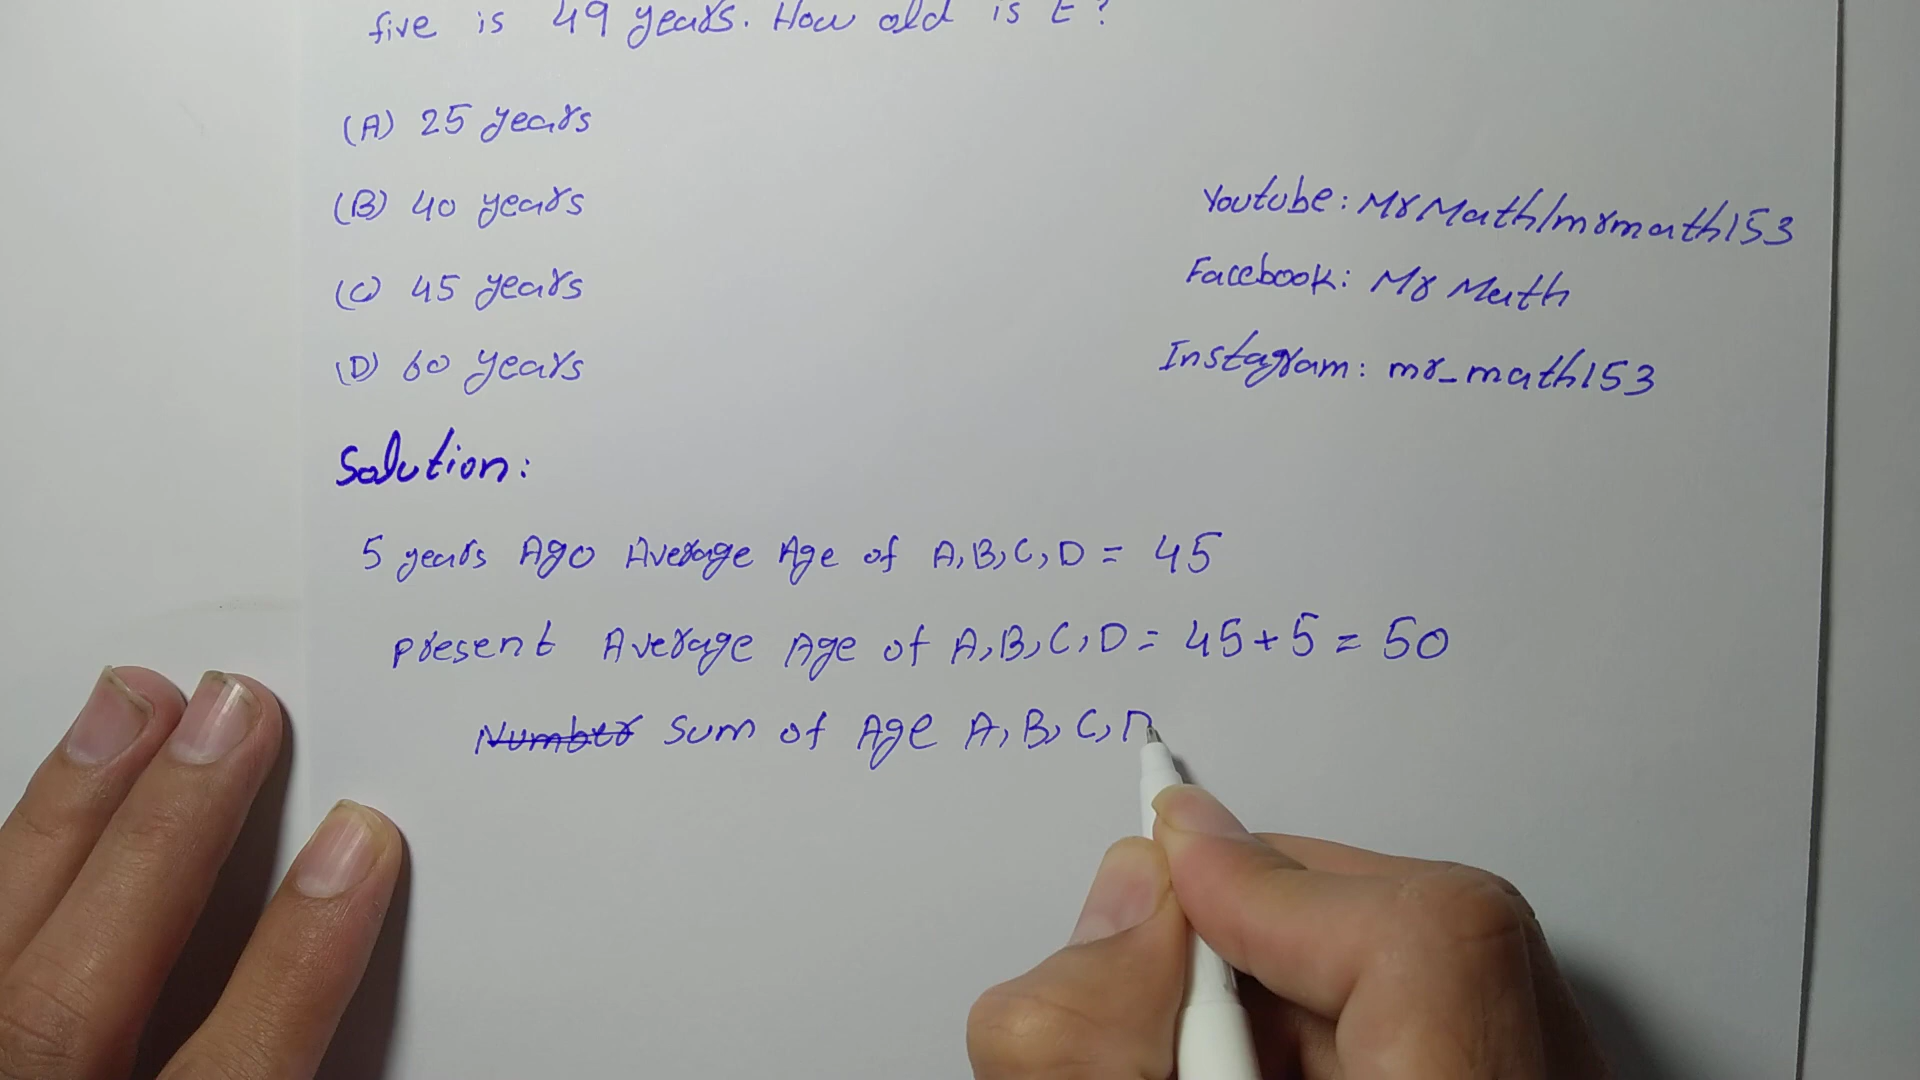 five is 49 years. How old is E?
(A) 25 years
(B) 40 years
(C) 45 years
(D) 60 years
Youtube: Mr Math/mrmath153
Facebook: Mr Math
Instagram: mr_math153
Solution:
5 years Ago Average Age of A,B,C,D = 45
present Average Age of A,B,C,D = 45+5 = 50
Number Sum of Age A,B,C,D